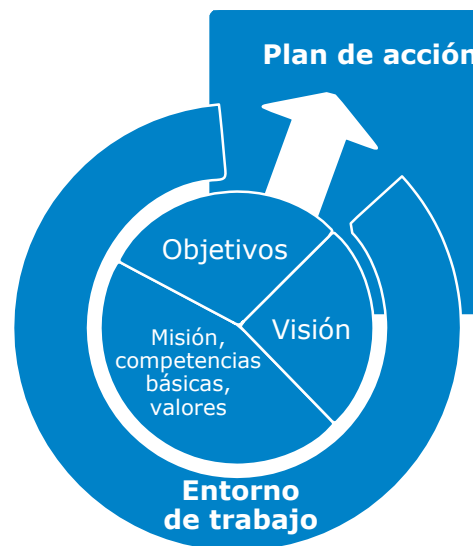 Plan de acción
Objetivos
Visión
Misión,
competencias
básicas,
valores
Entorno
de trabajo